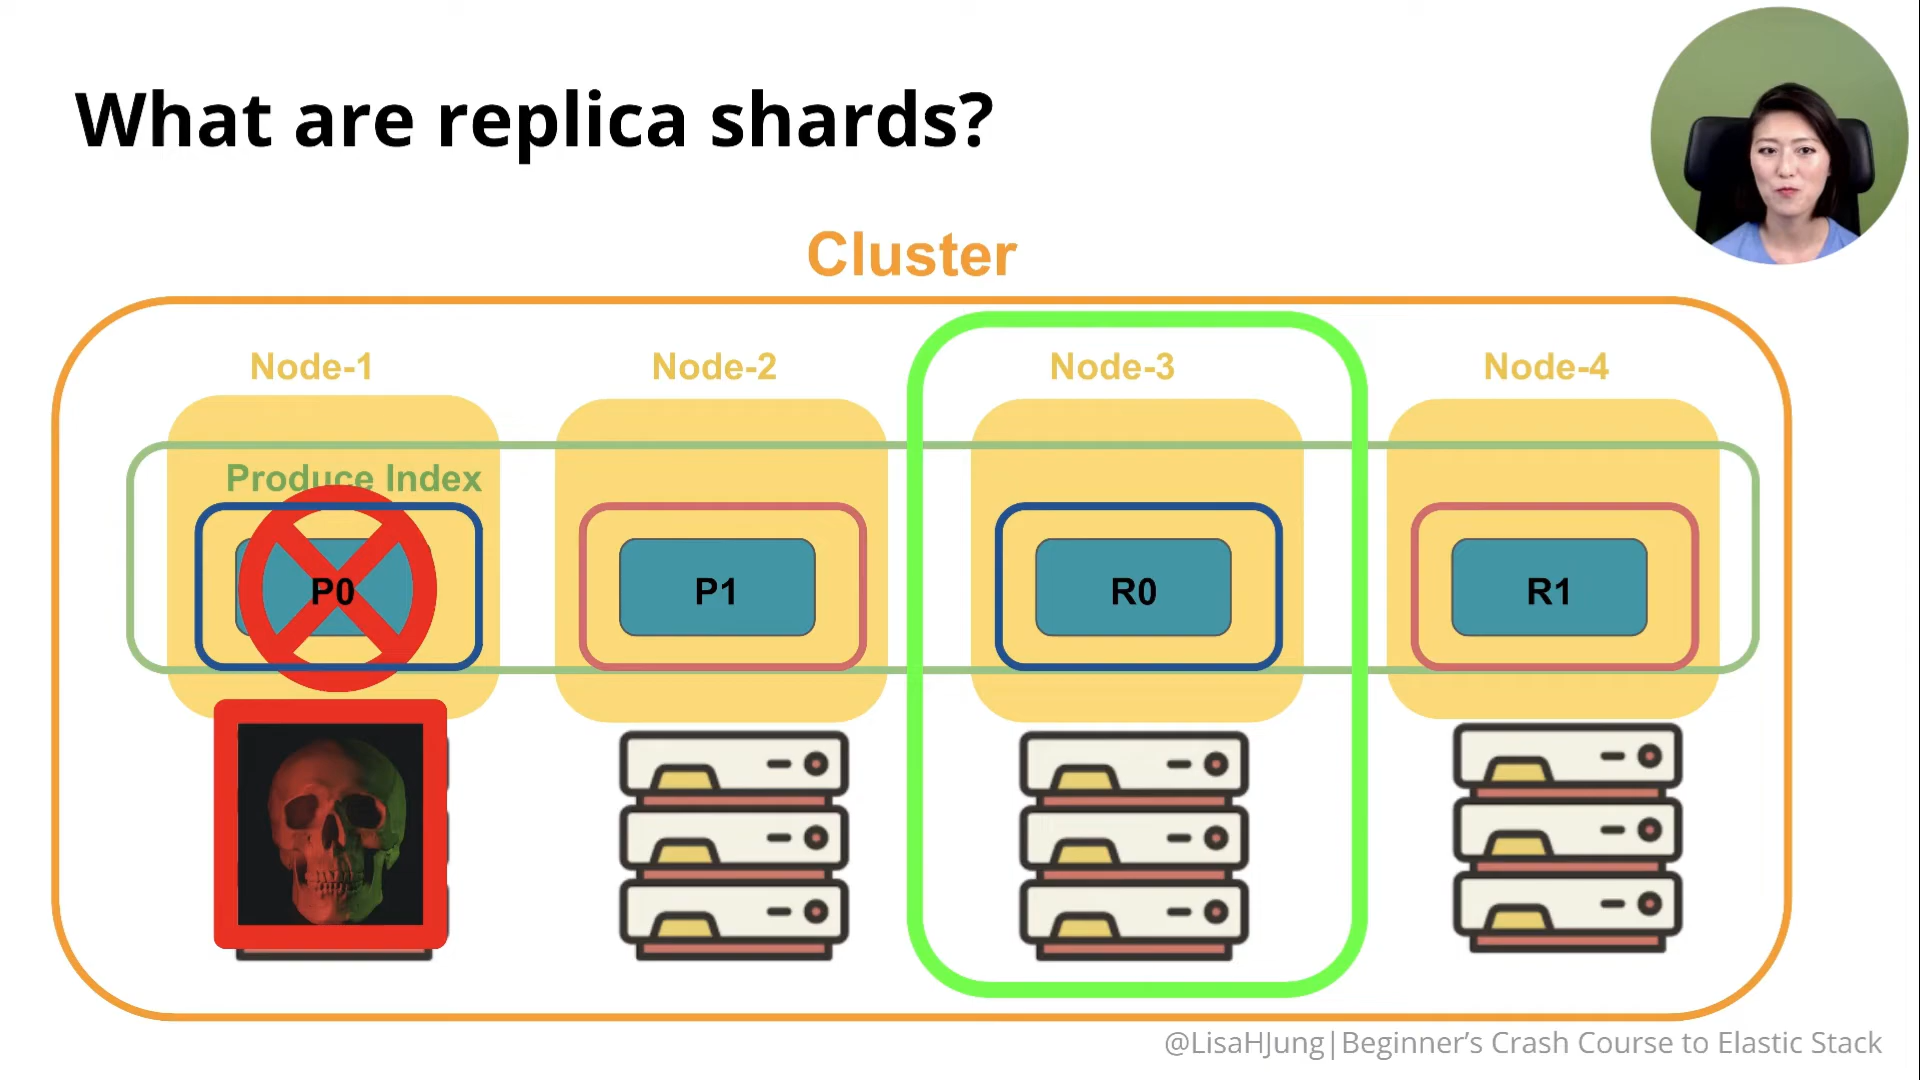 What are replica shards?
Cluster
Node-1
Node-2
Node-3
Node-4
Produce Index
P0
P1
R0
R1
@LisaHJung|Beginner’s Crash Course to Elastic Stack